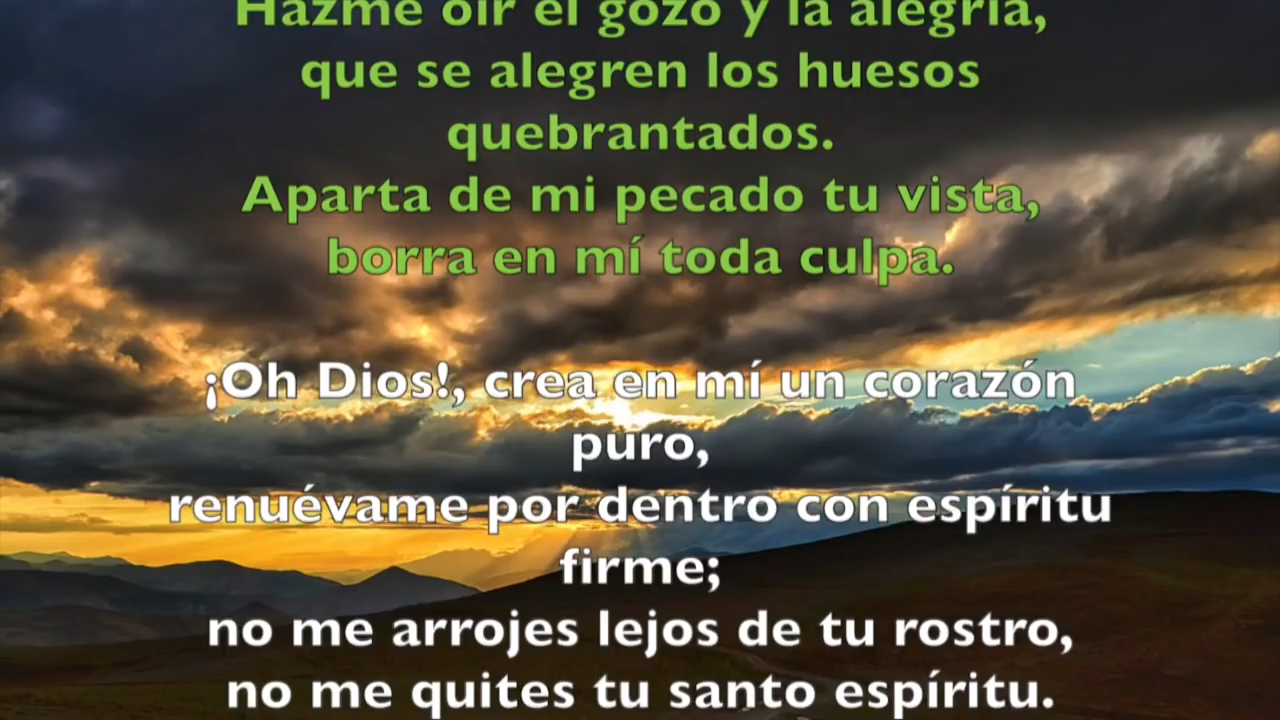 Hazme oír el gozo y la alegría,
que se alegren los huesos
quebrantados.
Aparta de mi pecado tu vista,
borra en mí toda culpa.
¡Oh Dios!, crea en mí un corazón
puro,
renuévame por dentro con espíritu
firme;
no me arrojes lejos de tu rostro,
no me quites tu santo espíritu.